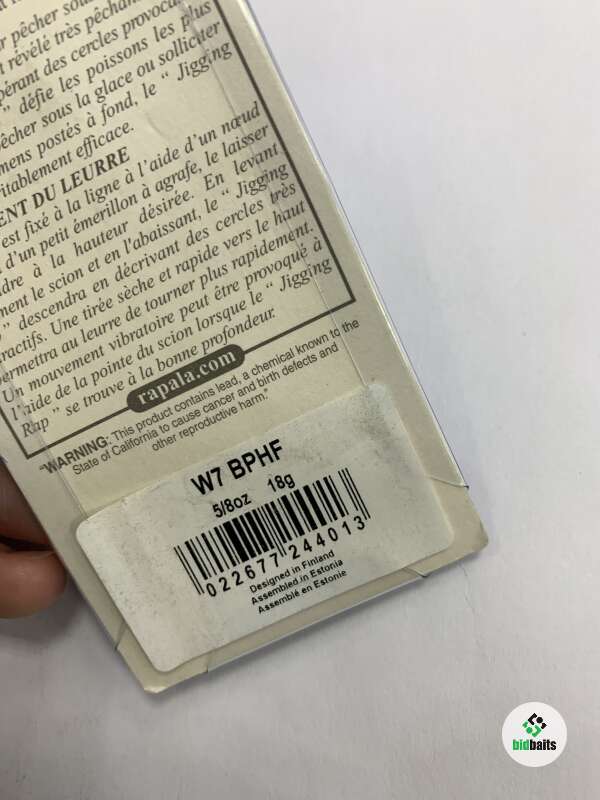 pêcher sous
révélé très péchan
opérant des cercles provoca
" défie les poissons les plus
êcher sous la glace ou solliciter
mens postés à fond, le " Jigging
itablement efficace.
ENT DU LEURRE
est fixé à la ligne à l'aide d'un nœud
d'un petit émerillon à agrafe, le laisser
dre à la hauteur désirée. En levant
ment le scion et en l'abaissant, le " Jigging
" descendra en décrivant des cercles très
ractifs. Une tirée sèche et rapide vers le haut
permettra au leurre de tourner plus rapidement.
Un mouvement vibratoire peut être provoqué à
l'aide de la pointe du scion lorsque le " Jigging
Rap " se trouve à la bonne profondeur.
rapala.com
"WARNING: This product contains lead, a chemical known to the
State of California to cause cancer and birth defects and
other reproductive harm."
W7 BPHF
5/8oz 18g
022677244013
Designed in Finland
Assembled in Estonia
Assemblé en Estonie
bidbaits